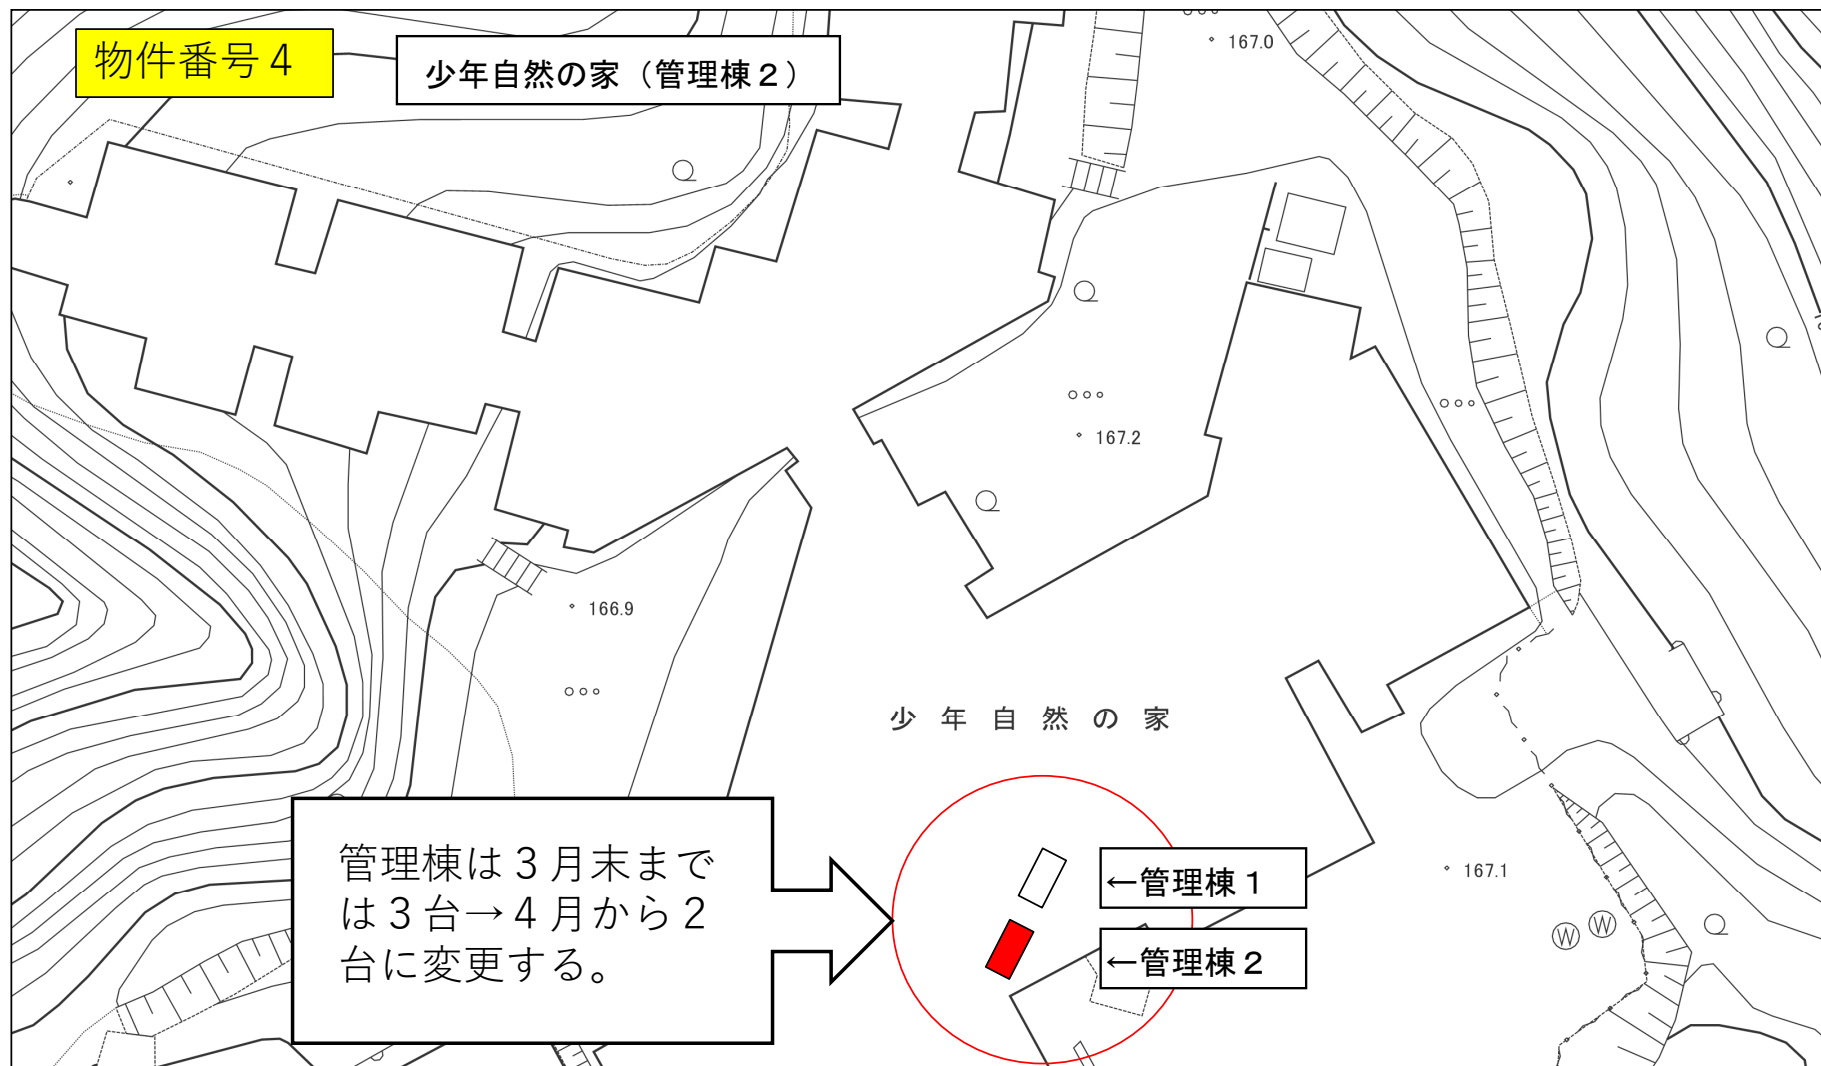 物件番号４
少年自然の家（管理棟２）
167.0
167.2
166.9
少年自然の家
管理棟は３月末まで
は３台→４月から２
台に変更する。
←管理棟１
167.1
←管理棟２
W
W